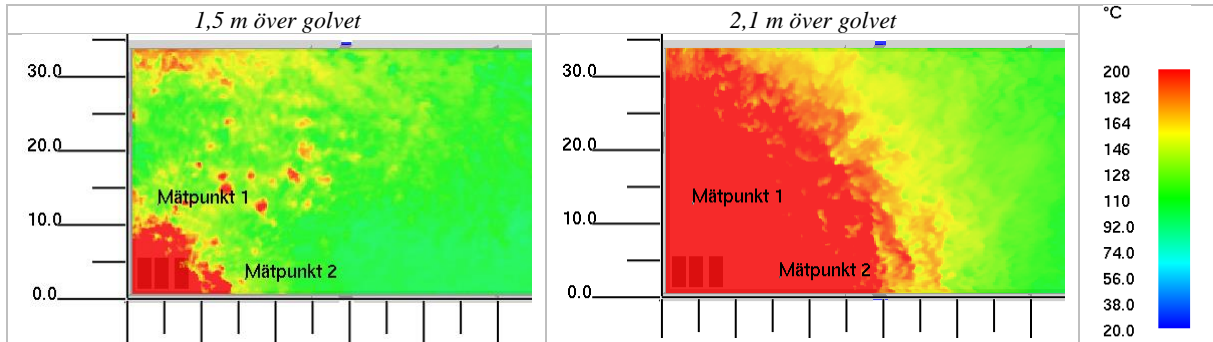 1,5 m över golvet
2,1 m över golvet
°C
30.0
20.0
10.0
0.0
Mätpunkt 1
Mätpunkt 2
30.0
20.0
10.0
0.0
Mätpunkt 1
Mätpunkt 2
200
182
164
146
128
110
92.0
74.0
56.0
38.0
20.0